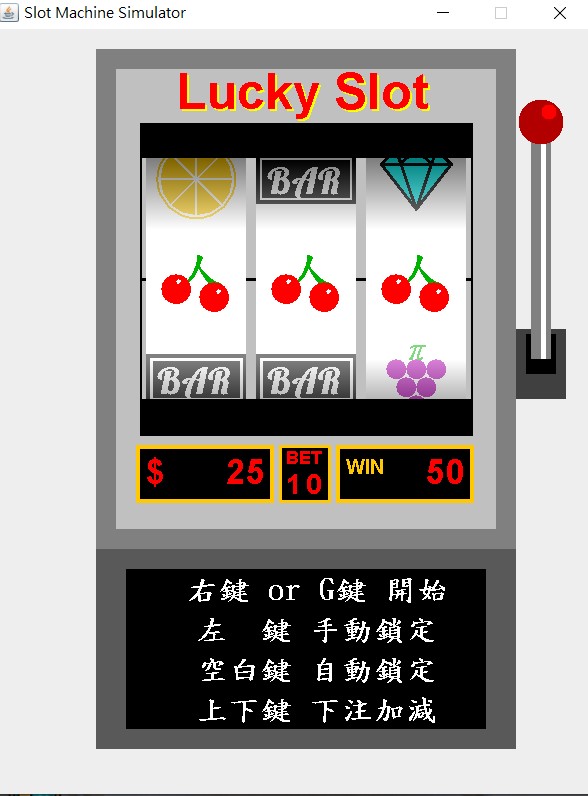 Slot Machine Simulator
Lucky Slot
BAR
π
BAR BAR
$ 25
BET
10
WIN 50
右鍵 or G鍵 開始
左 鍵 手動鎖定
空白鍵 自動鎖定
上下鍵 下注加減